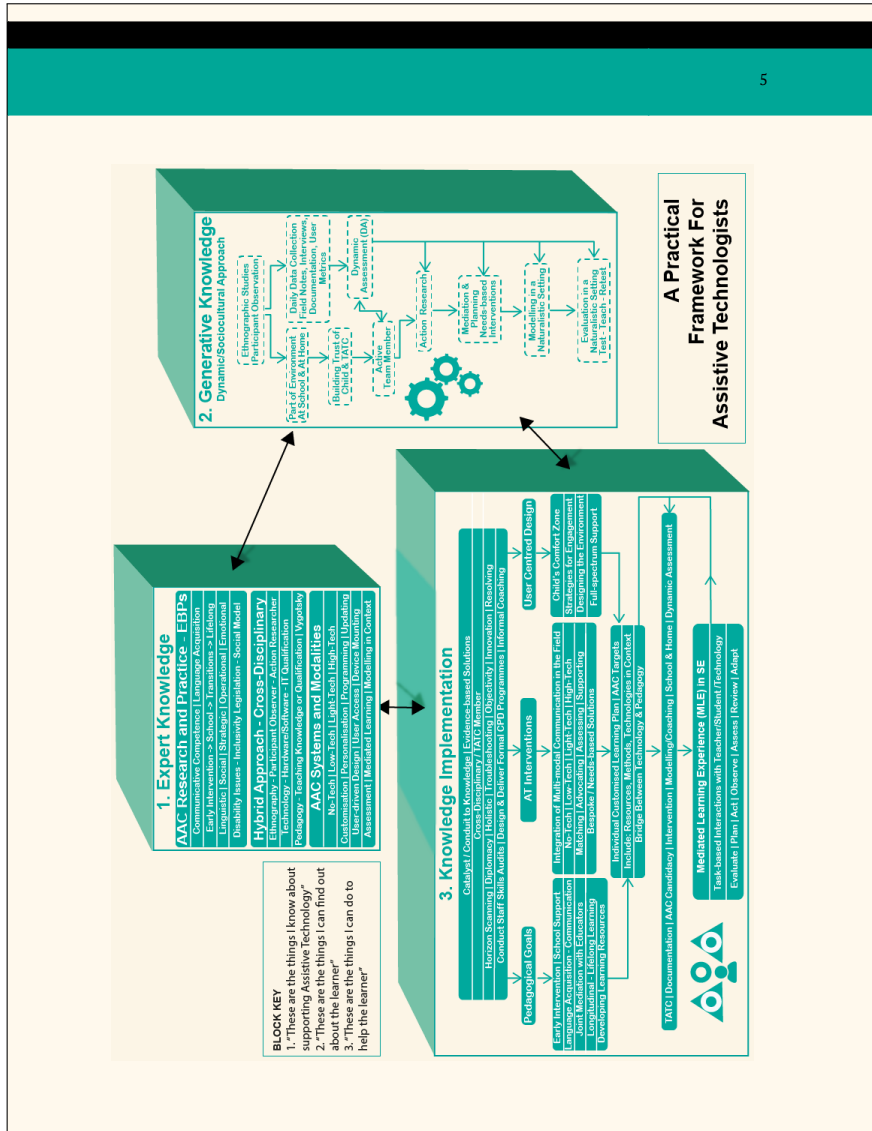 5
A Practical
Framework For
Assistive Technologists
1. Expert Knowledge
AAC Research and Practice - EBPs
Communicative Competence | Language Acquisition
Early Intervention -> School -> Transitions -> Lifelong
Linguistic | Social | Strategic | Operational | Emotional
Disability Issues - Inclusivity Legislation - Social Model
Hybrid Approach - Cross-Disciplinary
Ethnography - Participant Observer - Action Researcher
Technology - Hardware/Software - IT Qualification
Pedagogy - Teaching Knowledge or Qualification | Vygotsky
AAC Systems and Modalities
No-Tech | Low-Tech | Light-Tech | High-Tech
Customisation | Personalisation | Programming | Updating
User-driven Design | User Access | Device Mounting
Assessment | Mediated Learning | Modelling in Context
2. Generative Knowledge
Dynamic/Sociocultural Approach
Ethnographic Studies
Participant Observation
Part of Environment
At School & At Home
Daily Data Collection
Field Notes, Interviews,
Documentation, User
Metrics
Building Trust of
Child & TATC
Active
Team Member
Dynamic
Assessment (DA)
Action Research
Mediation &
Planning
Needs-based
Interventions
Modelling in a
Naturalistic Setting
Evaluation in a
Naturalistic Setting
Test - Teach - Retest
BLOCK KEY
1. "These are the things I know about
supporting Assistive Technology"
2. "These are the things I can find out
about the learner"
3. "These are the things I can do to
help the learner"
3. Knowledge Implementation
Catalyst / Conduit to Knowledge | Evidence-based Solutions
Cross-Disciplinary / TATC Member
Horizon Scanning | Diplomacy | Holistic | Troubleshooting | Objectivity | Innovation | Resolving
Conduct Staff Skills Audits | Design & Deliver Formal CPD Programmes | Informal Coaching
Pedagogical Goals
AT Interventions
User Centred Design
Early Intervention | School Support
Language Acquisition - Communication
Joint Mediation with Educators
Longitudinal - Lifelong Learning
Developing Learning Resources
Integration of Multi-modal Communication in the Field
No-Tech | Low-Tech | Light-Tech | High-Tech
Matching | Advocating | Assessing | Supporting
Bespoke / Needs-based Solutions
Child's Comfort Zone
Strategies for Engagement
Designing the Environment
Full-spectrum Support
Individual Customised Learning Plan | AAC Targets
Include: Resources, Methods, Technologies in Context
Bridge Between Technology & Pedagogy
TATC | Documentation | AAC Candidacy | Intervention | Modelling/Coaching | School & Home | Dynamic Assessment
Mediated Learning Experience (MLE) in SE
Task-based Interactions with Teacher/Student/Technology
Evaluate | Plan | Act | Observe | Assess | Review | Adapt